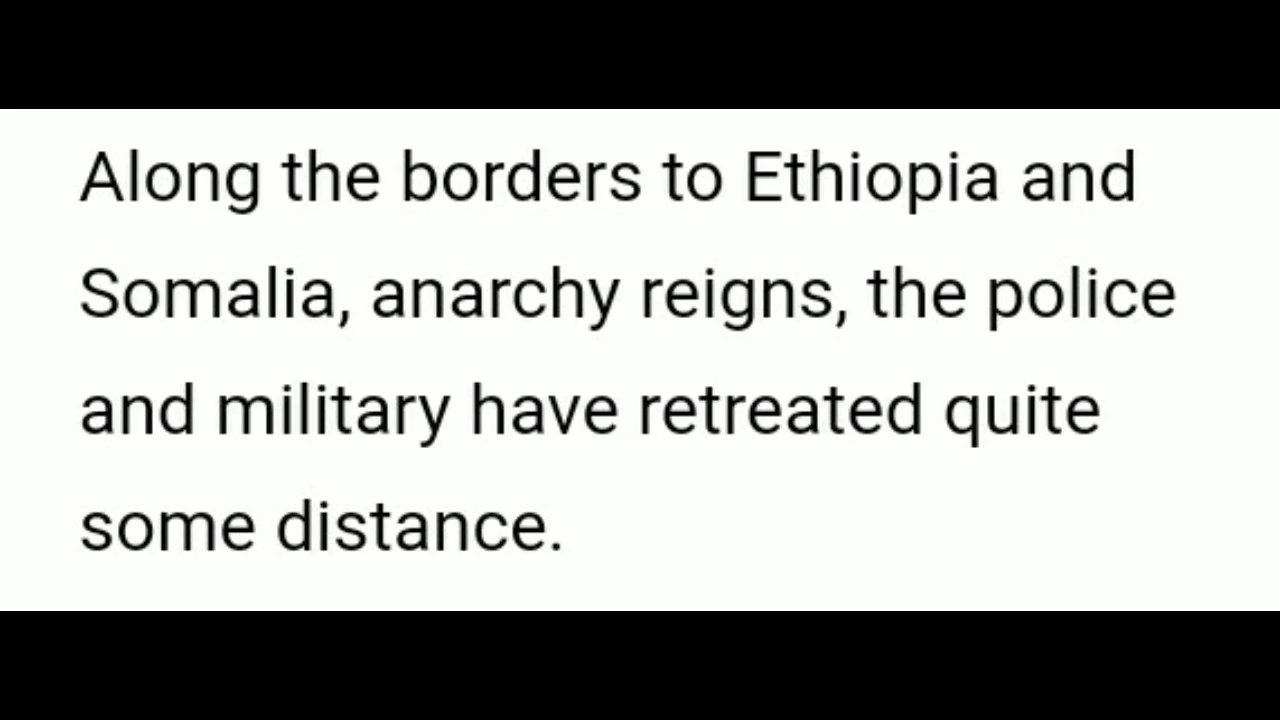 Along the borders to Ethiopia and
Somalia, anarchy reigns, the police
and military have retreated quite
some distance.